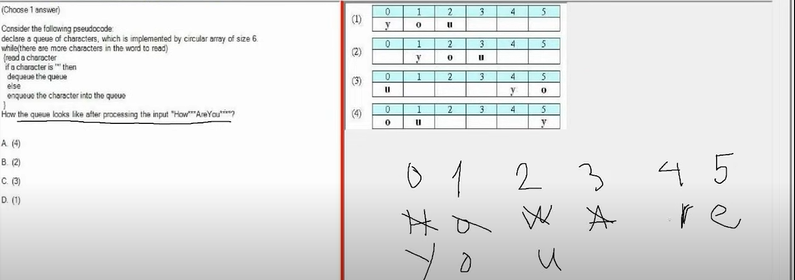 (Choose 1 answer)
Consider the following pseudocode:
declare a queue of characters, which is implemented by circular array of size 6.
while(there are more characters in the word to read)
{read a character
if a character is '*' then
dequeue the queue
else
enqueue the character into the queue
}
How the queue looks like after processing the input "How***AreYou****"?
A. (4)
B. (2)
C. (3)
D. (1)
(1) 0 1 2 3 4 5
y o u
(2) 0 1 2 3 4 5
y o u
(3) 0 1 2 3 4 5
u y o
(4) 0 1 2 3 4 5
o u y
0 1 2 3 4 5
H o W A r e
Y o u